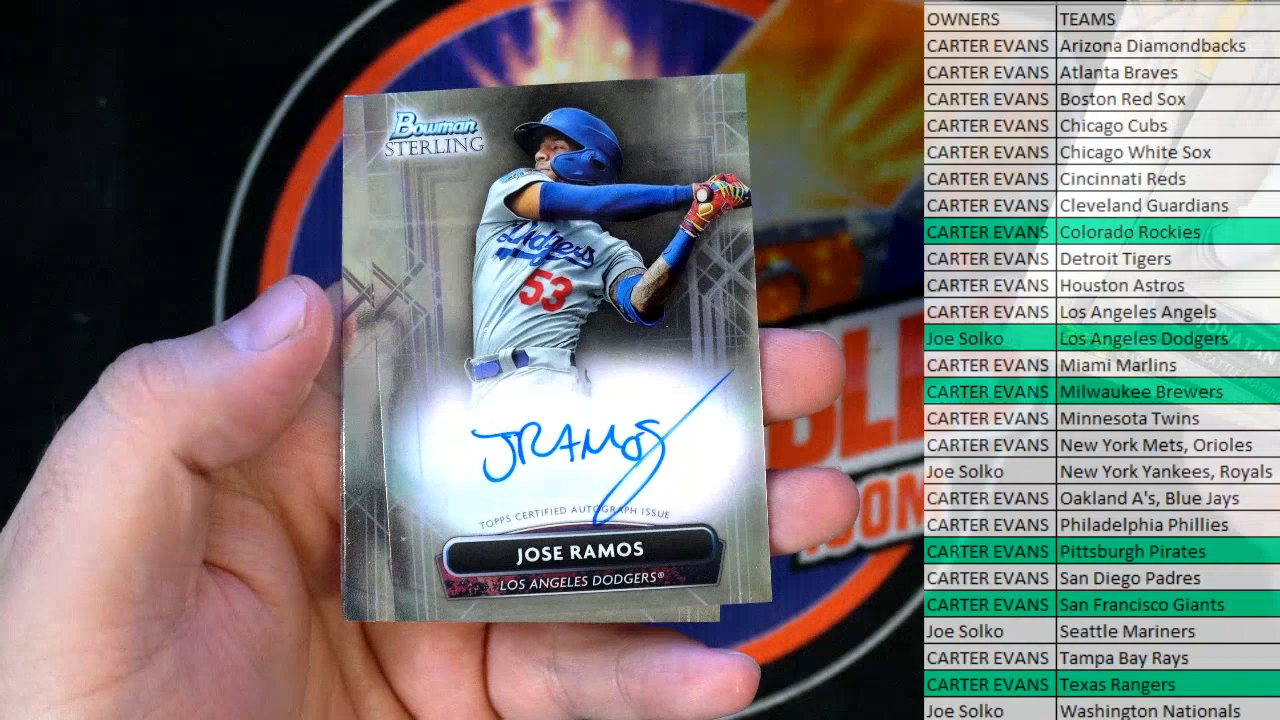 Bowman
STERLING
Dodgers
53
JRAMOS
TOPPS CERTIFIED AUTOGRAPH ISSUE
JOSE RAMOS
LOS ANGELES DODGERS®
OWNERS TEAMS
CARTER EVANS Arizona Diamondbacks
CARTER EVANS Atlanta Braves
CARTER EVANS Boston Red Sox
CARTER EVANS Chicago Cubs
CARTER EVANS Chicago White Sox
CARTER EVANS Cincinnati Reds
CARTER EVANS Cleveland Guardians
CARTER EVANS Colorado Rockies
CARTER EVANS Detroit Tigers
CARTER EVANS Houston Astros
CARTER EVANS Los Angeles Angels
Joe Solko Los Angeles Dodgers
CARTER EVANS Miami Marlins
CARTER EVANS Milwaukee Brewers
CARTER EVANS Minnesota Twins
CARTER EVANS New York Mets, Orioles
Joe Solko New York Yankees, Royals
CARTER EVANS Oakland A's, Blue Jays
CARTER EVANS Philadelphia Phillies
CARTER EVANS Pittsburgh Pirates
CARTER EVANS San Diego Padres
CARTER EVANS San Francisco Giants
Joe Solko Seattle Mariners
CARTER EVANS Tampa Bay Rays
CARTER EVANS Texas Rangers
Joe Solko Washington Nationals